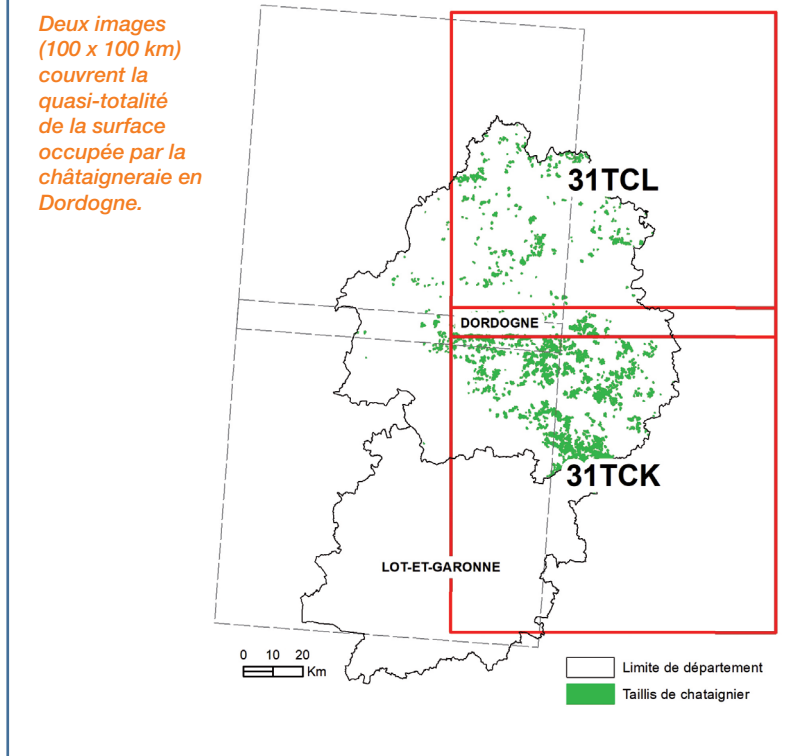 Deux images
(100 x 100 km)
couvrent la
quasi-totalité
de la surface
occupée par la
châtaigneraie en
Dordogne.
31TCL
DORDOGNE
31TCK
LOT-ET-GARONNE
0 10 20
Km
Limite de département
Taillis de chataignier